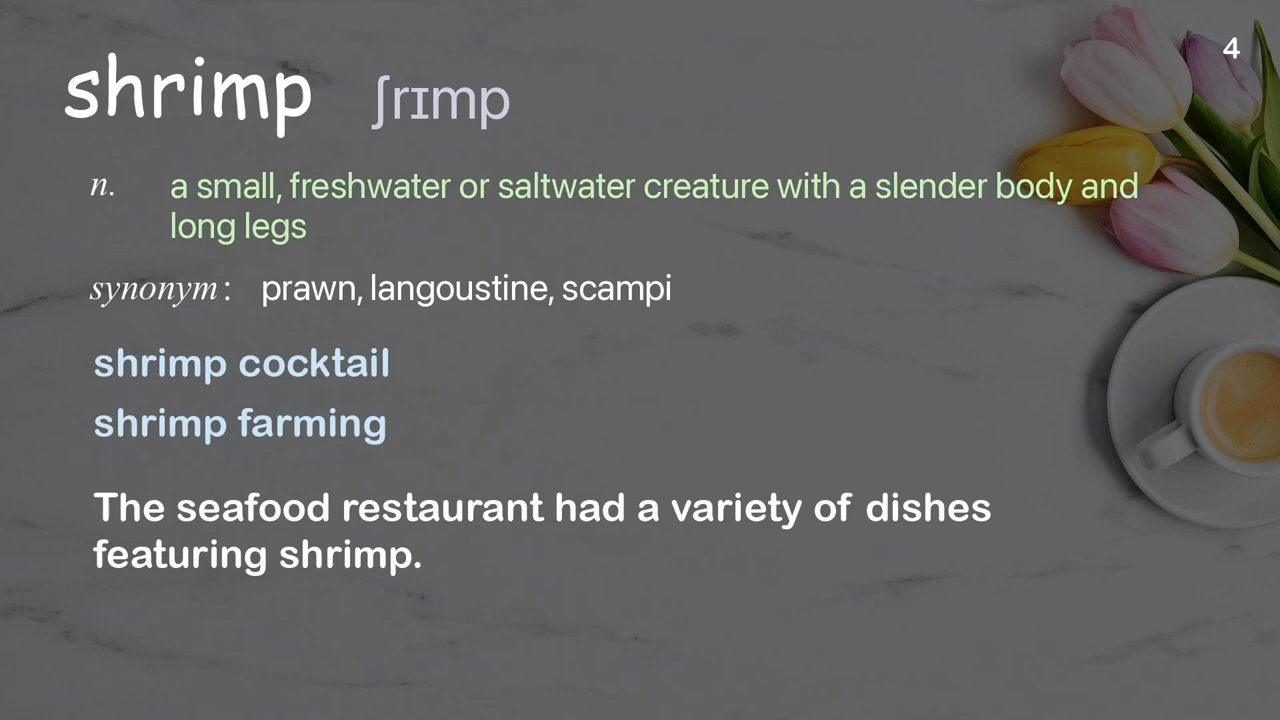 4
shrimp ʃrɪmp
n. a small, freshwater or saltwater creature with a slender body and
long legs
synonym : prawn, langoustine, scampi
shrimp cocktail
shrimp farming
The seafood restaurant had a variety of dishes
featuring shrimp.